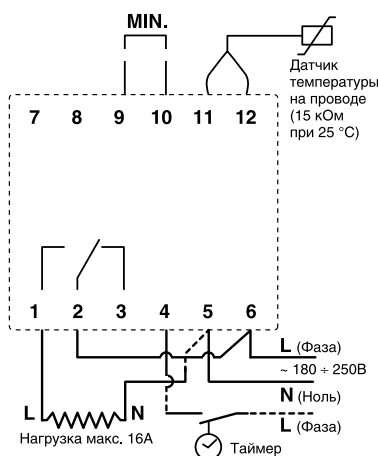 MIN.
Датчик
температуры
на проводе
(15 кОм
при 25 °C)
7 8 9 10 11 12
1 2 3 4 5 6
L (Фаза)
~ 180 ÷ 250В
N (Ноль)
L N
L (Фаза)
Нагрузка макс. 16А
Таймер